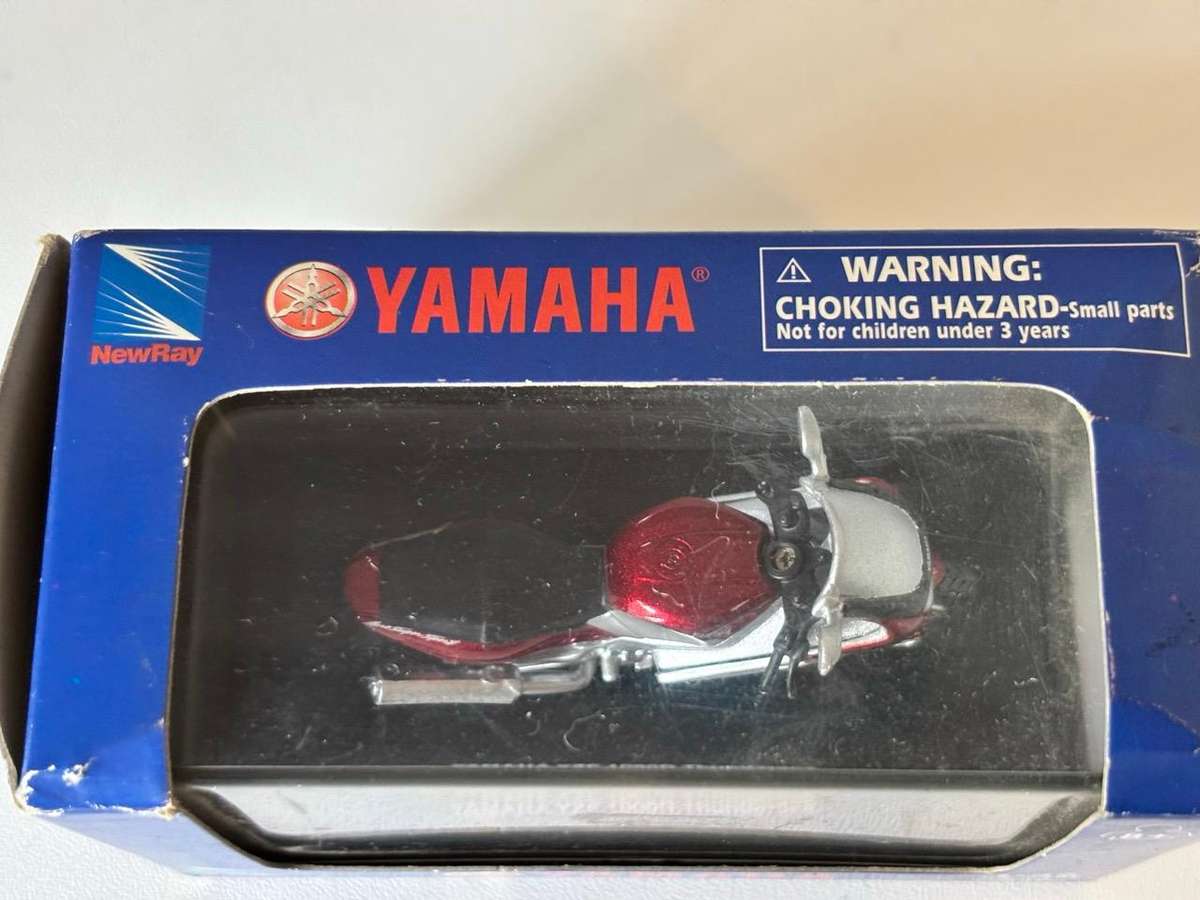 NewRay
YAMAHA®
WARNING:
CHOKING HAZARD-Small parts
Not for children under 3 years